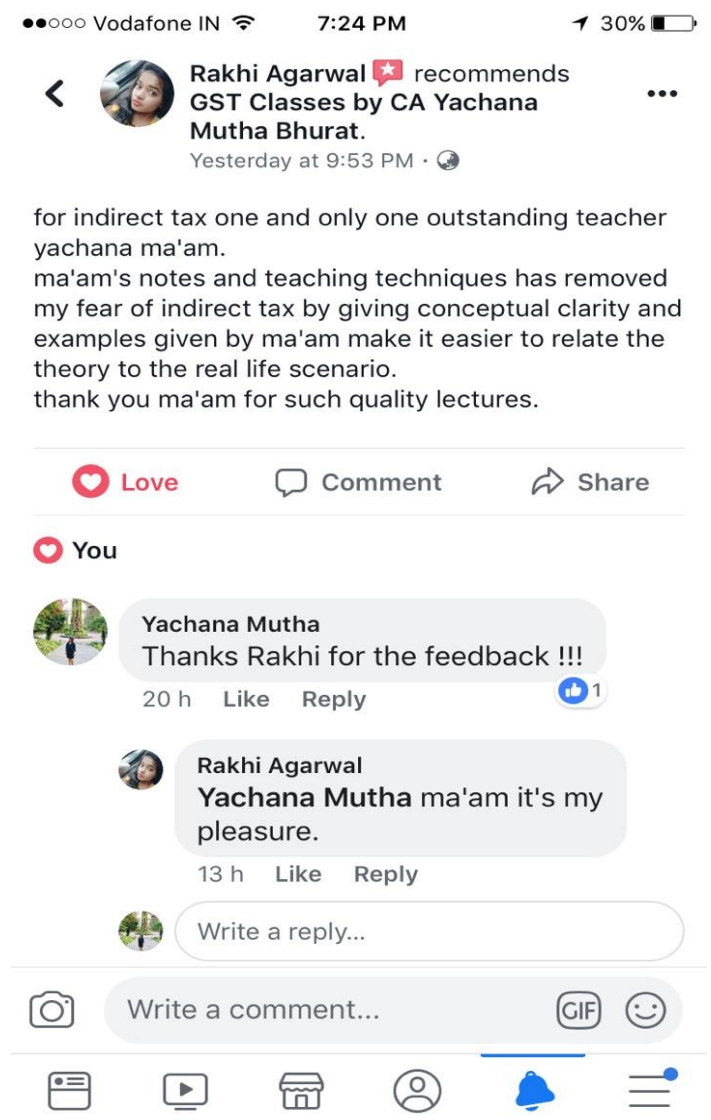 Vodafone IN 7:24 PM 30%
Rakhi Agarwal recommends
GST Classes by CA Yachana
Mutha Bhurat.
Yesterday at 9:53 PM ·
for indirect tax one and only one outstanding teacher
yachana ma'am.
ma'am's notes and teaching techniques has removed
my fear of indirect tax by giving conceptual clarity and
examples given by ma'am make it easier to relate the
theory to the real life scenario.
thank you ma'am for such quality lectures.
Love Comment Share
You
Yachana Mutha
Thanks Rakhi for the feedback !!!
20 h Like Reply 1
Rakhi Agarwal
Yachana Mutha ma'am it's my
pleasure.
13 h Like Reply
Write a reply...
Write a comment... GIF